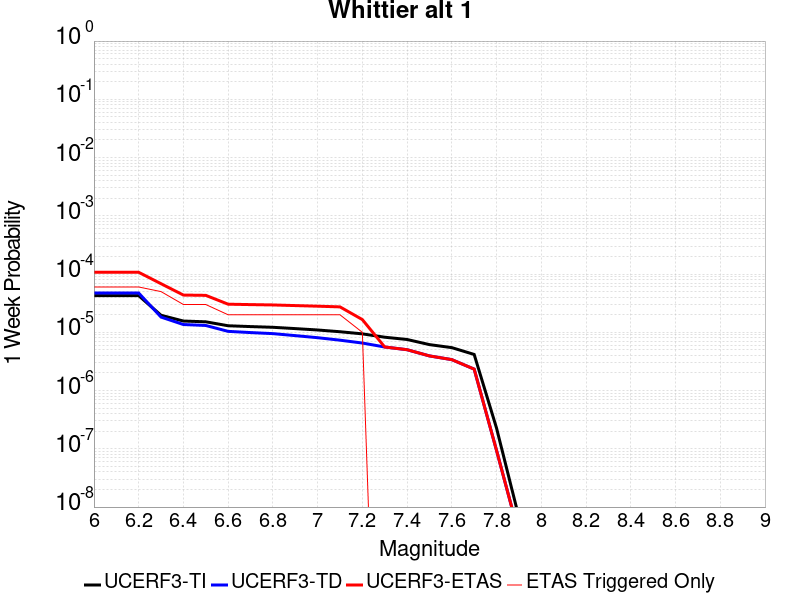 Whittier alt 1
1 Week Probability
10^0
10^-1
10^-2
10^-3
10^-4
10^-5
10^-6
10^-7
10^-8
6 6.2 6.4 6.6 6.8 7 7.2 7.4 7.6 7.8 8 8.2 8.4 8.6 8.8 9
Magnitude
UCERF3-TI UCERF3-TD UCERF3-ETAS ETAS Triggered Only